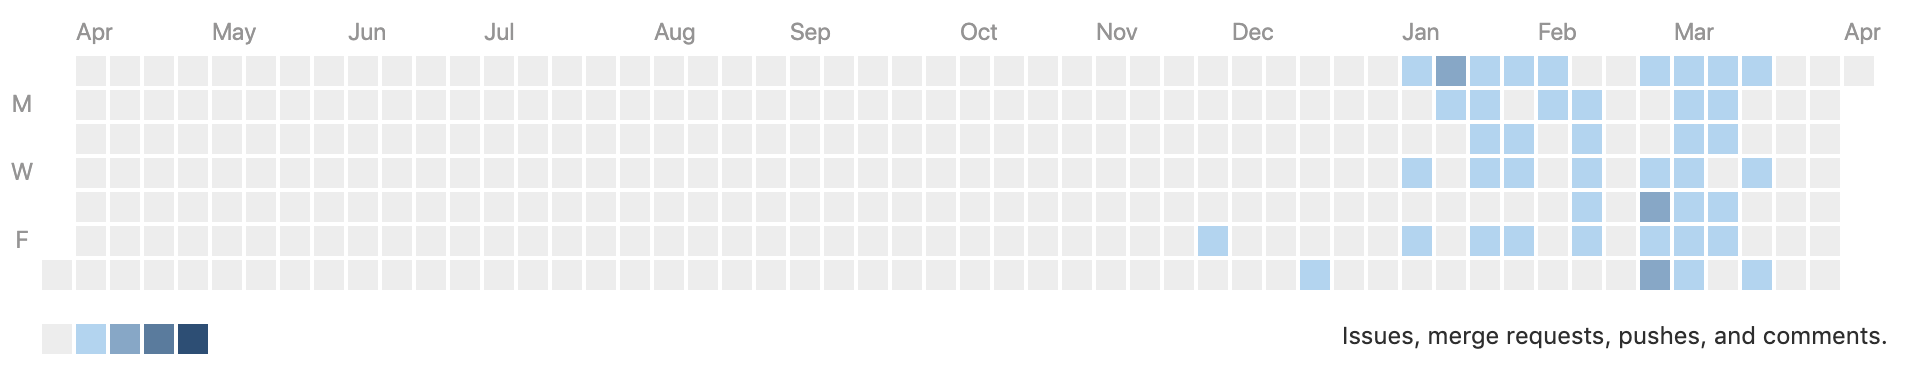 Apr May Jun Jul Aug Sep Oct Nov Dec Jan Feb Mar Apr
M
W
F
Issues, merge requests, pushes, and comments.